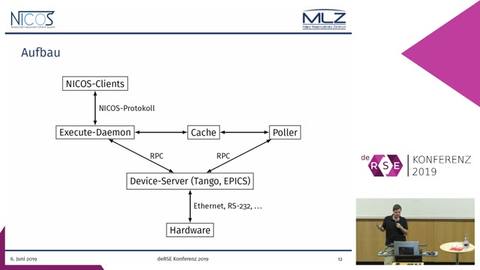 NICOS
MLZ
Aufbau
NICOS-Clients
NICOS-Protokoll
Execute-Daemon
Cache
Poller
RPC
RPC
Device-Server (Tango, EPICS)
Ethernet, RS-232, ...
Hardware
6. Juni 2019
deRSE Konferenz 2019
12
de
RSE
KONFERENZ
2019